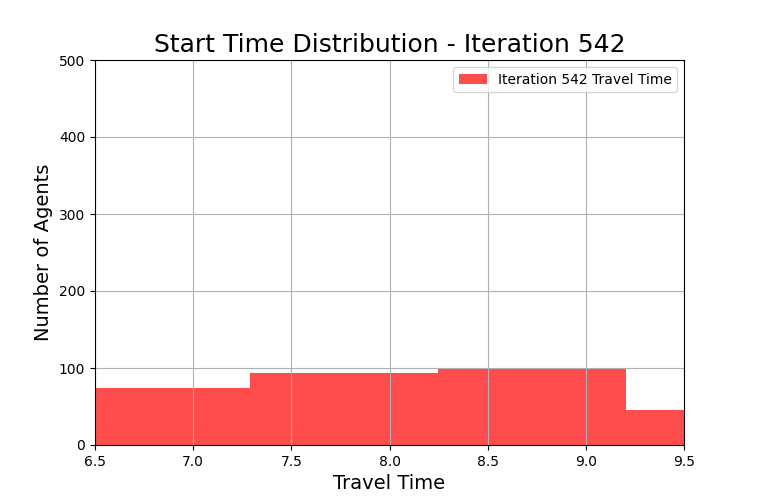 Start Time Distribution - Iteration 542
Iteration 542 Travel Time
Number of Agents
500
400
300
200
100
0
6.5 7.0 7.5 8.0 8.5 9.0 9.5
Travel Time